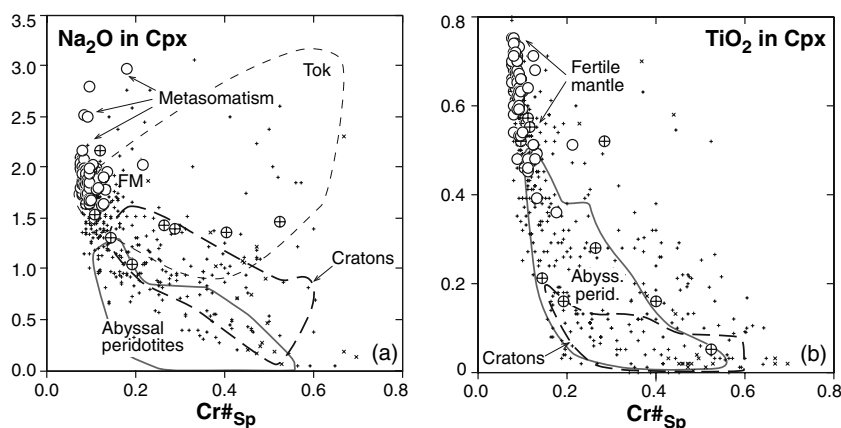 Na₂O in Cpx
3.5
3.0
2.5
2.0
1.5
1.0
0.5
0.0
Tok
Metasomatism
FM
Cratons
Abyssal
peridotites
(a)
0.0
0.2
0.4
0.6
0.8
Cr#Sp
TiO₂ in Cpx
0.8
0.6
0.4
0.2
0
Fertile
mantle
Abyss.
perid.
Cratons
(b)
0.0
0.2
0.4
0.6
0.8
Cr#Sp